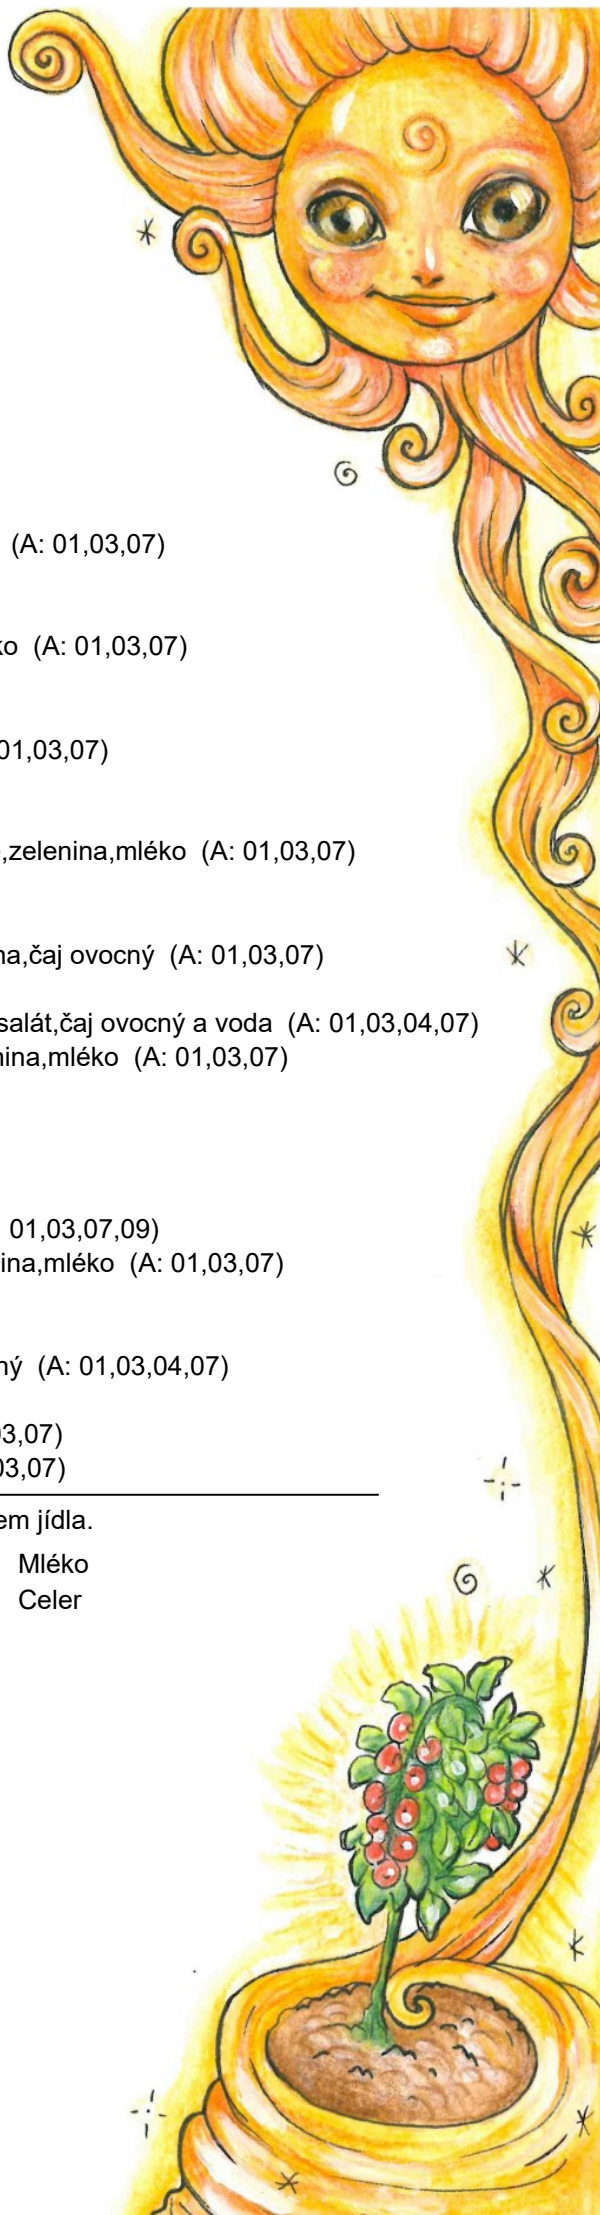 (A: 01,03,07)
ko (A: 01,03,07)
01,03,07)
,zelenina,mléko (A: 01,03,07)
na,čaj ovocný (A: 01,03,07)
salát,čaj ovocný a voda (A: 01,03,04,07)
nina,mléko (A: 01,03,07)
01,03,07,09)
ina,mléko (A: 01,03,07)
ný (A: 01,03,04,07)
3,07)
03,07)
em jídla.
Mléko
Celer